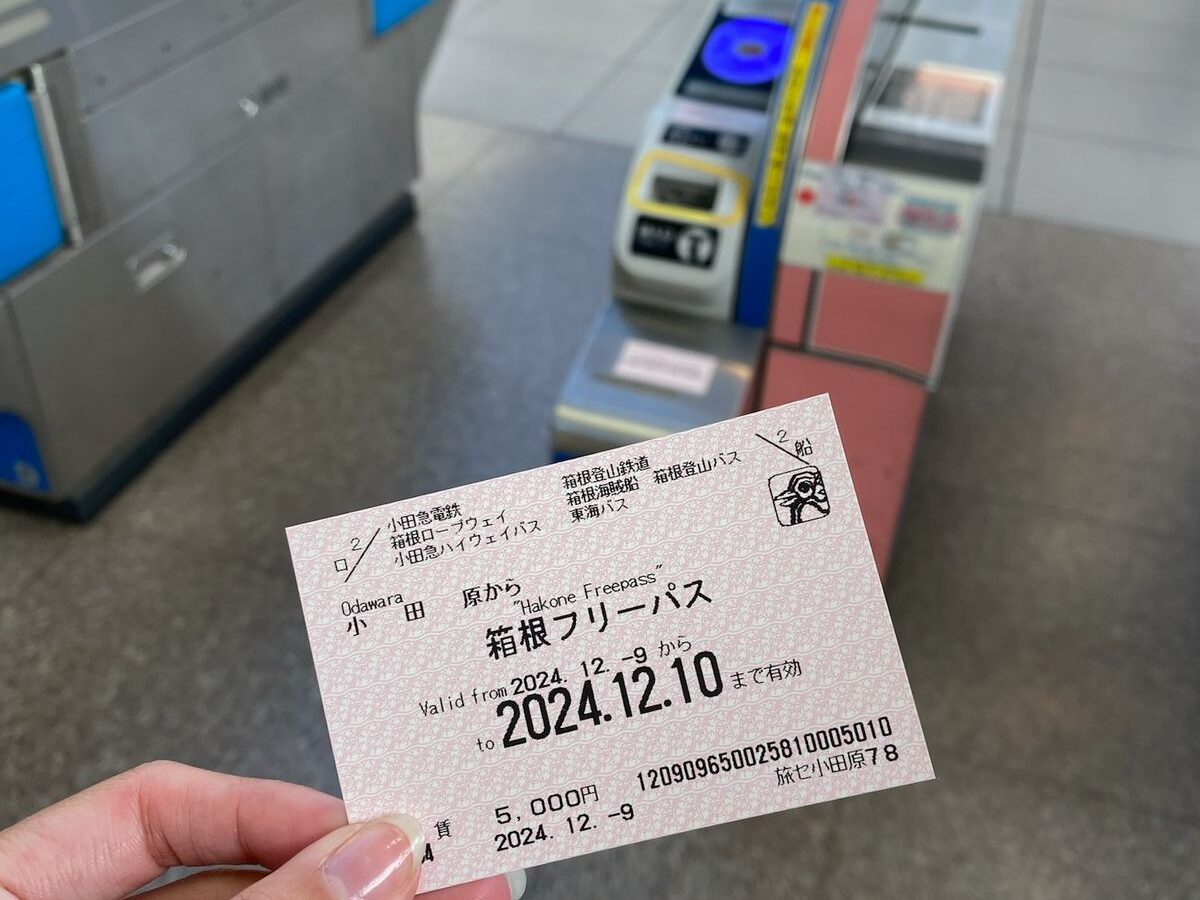 船
2
箱根登山鉄道
箱根海賊船 箱根登山バス
東海バス
小田急電鉄
箱根ロープウェイ
小田急ハイウェイバス
口 2
Odawara
小 田 原から
"Hakone Freepass"
箱根フリーパス
Valid from 2024. 12. -9 から
to 2024.12.10 まで有効
120909650025810005010
賃 5,000円 旅セ小田原78
2024. 12. -9